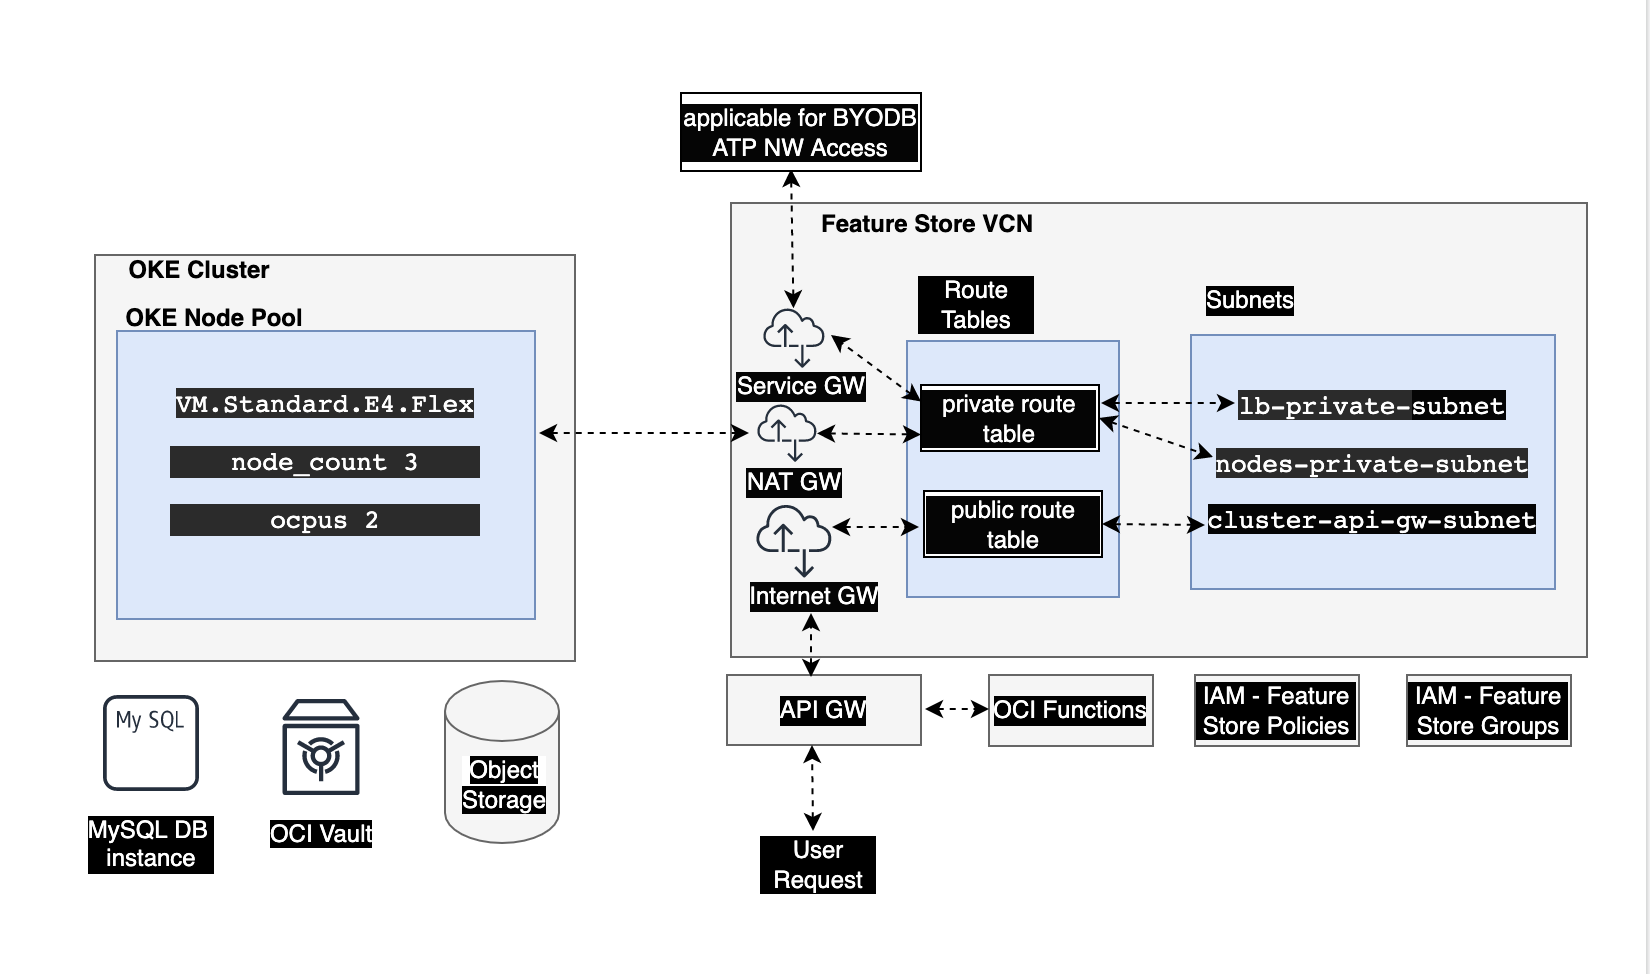 applicable for BYODB
ATP NW Access
Feature Store VCN
OKE Cluster
OKE Node Pool
VM.Standard.E4.Flex
node_count 3
ocpus 2
Route
Tables
Subnets
Service GW
NAT GW
Internet GW
private route
table
public route
table
lb-private-subnet
nodes-private-subnet
cluster-api-gw-subnet
API GW
OCI Functions
IAM - Feature
Store Policies
IAM - Feature
Store Groups
My SQL
MySQL DB
instance
OCI Vault
Object
Storage
User
Request